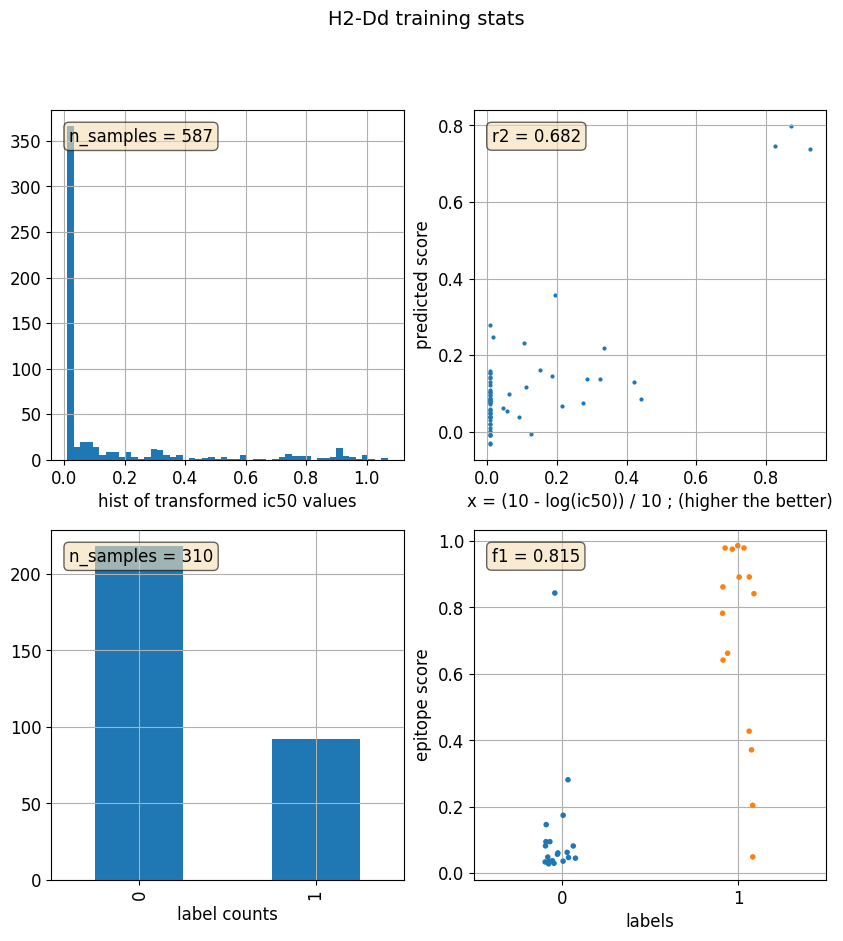 H2-Dd training stats
n_samples = 587
350
300
250
200
150
100
50
0
0.0 0.2 0.4 0.6 0.8 1.0
hist of transformed ic50 values
r2 = 0.682
predicted score
0.8
0.6
0.4
0.2
0.0
0.0 0.2 0.4 0.6 0.8
x = (10 - log(ic50)) / 10 ; (higher the better)
n_samples = 310
200
150
100
50
0
0 1
label counts
f1 = 0.815
epitope score
1.0
0.8
0.6
0.4
0.2
0.0
0 1
labels